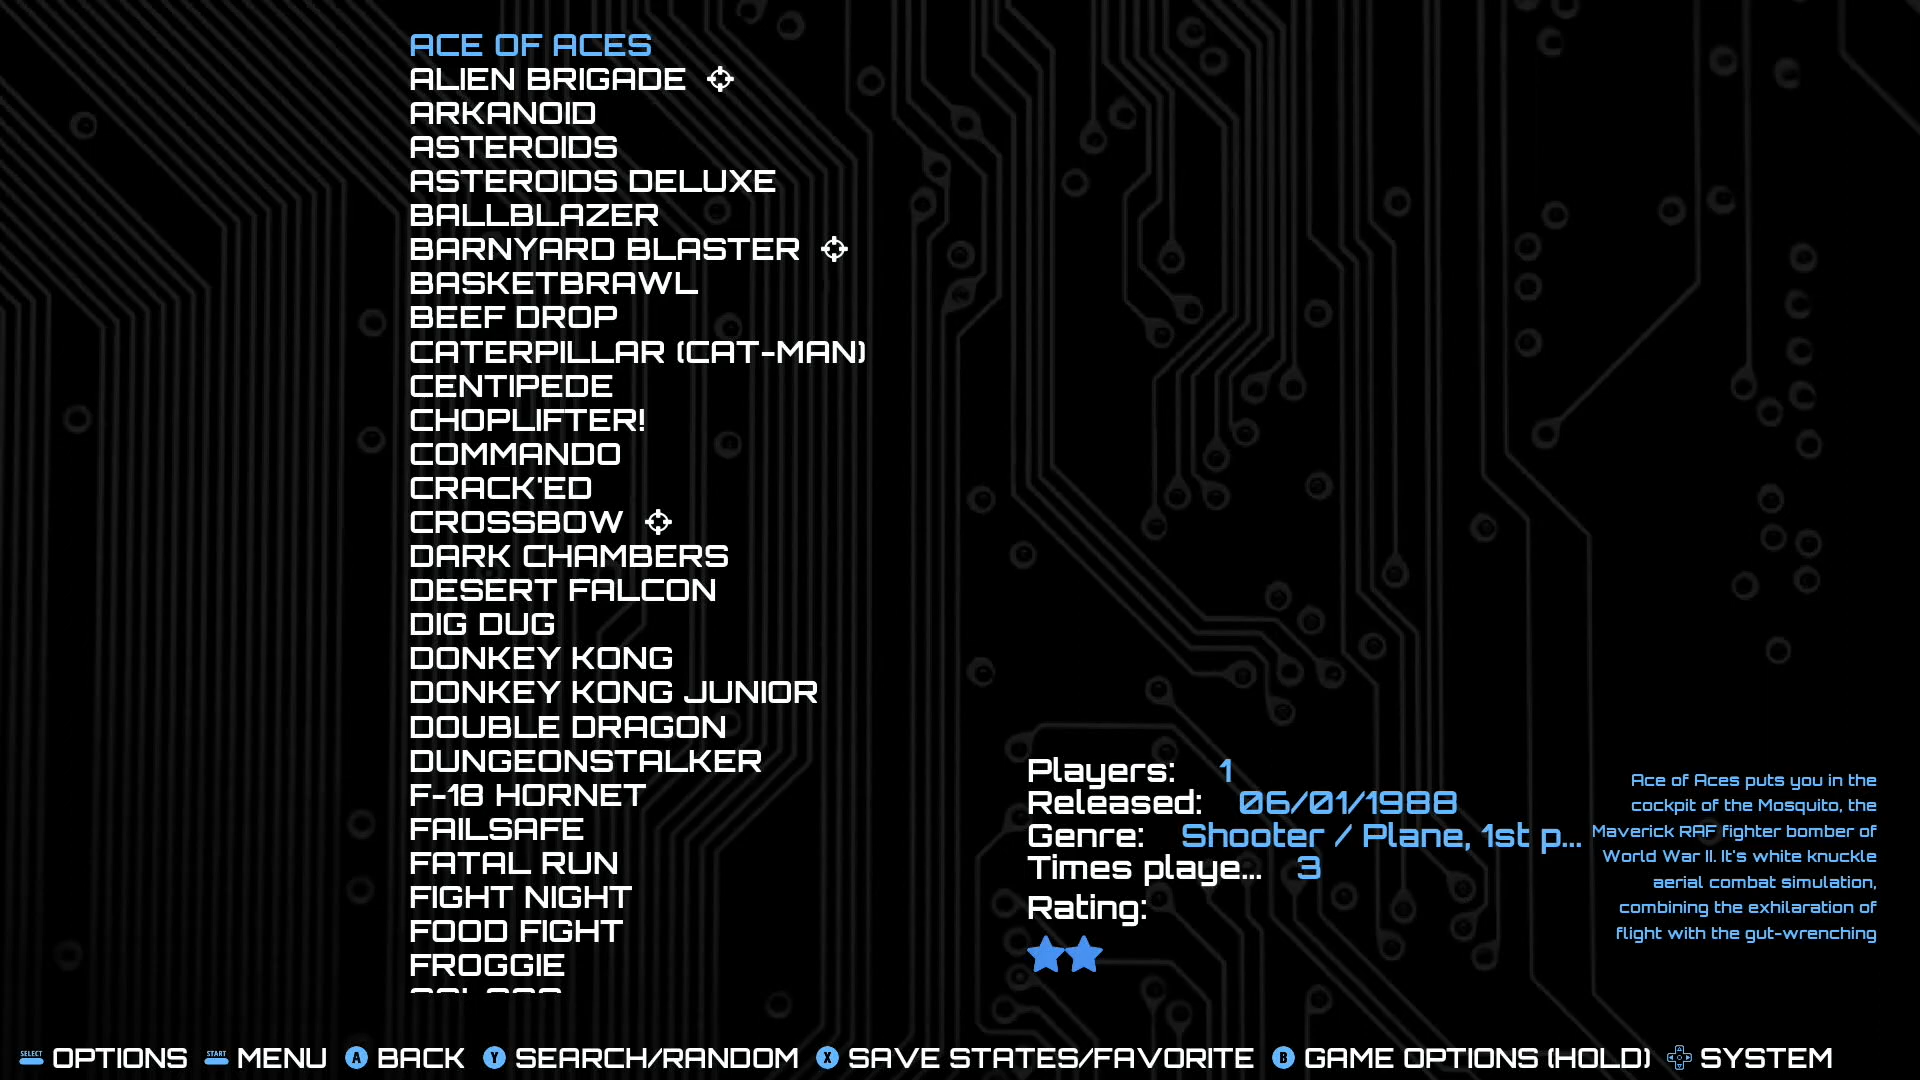 ACE OF ACES
ALIEN BRIGADE
ARKANOID
ASTEROIDS
ASTEROIDS DELUXE
BALLBLAZER
BARNYARD BLASTER
BASKETBRAWL
BEEF DROP
CATERPILLAR (CAT-MAN)
CENTIPEDE
CHOPLIFTER!
COMMANDO
CRACK'ED
CROSSBOW
DARK CHAMBERS
DESERT FALCON
DIG DUG
DONKEY KONG
DONKEY KONG JUNIOR
DOUBLE DRAGON
DUNGEONSTALKER
F-18 HORNET
FAILSAFE
FATAL RUN
FIGHT NIGHT
FOOD FIGHT
FROGGIE
Players: 1
Released: 06/01/1988
Genre: Shooter / Plane, 1st p...
Times playe... 3
Rating:
Ace of Aces puts you in the
cockpit of the Mosquito, the
Maverick RAF fighter bomber of
World War II. It's white knuckle
aerial combat simulation,
combining the exhilaration of
flight with the gut-wrenching
SELECT OPTIONS START MENU A BACK Y SEARCH/RANDOM X SAVE STATES/FAVORITE B GAME OPTIONS (HOLD) SYSTEM